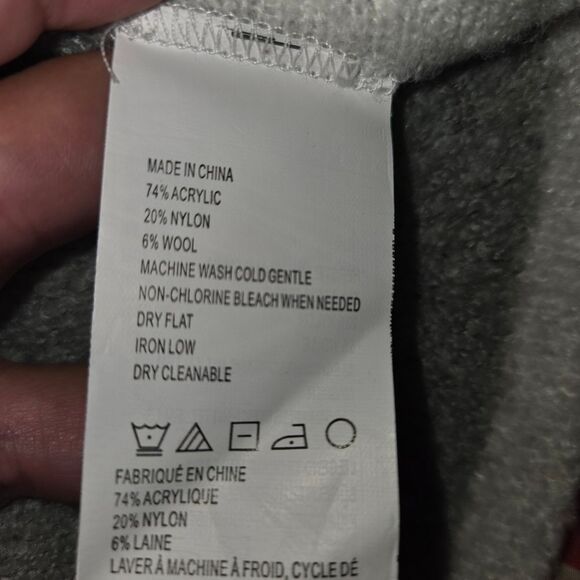 MADE IN CHINA
74% ACRYLIC
20% NYLON
6% WOOL
MACHINE WASH COLD GENTLE
NON-CHLORINE BLEACH WHEN NEEDED
DRY FLAT
IRON LOW
DRY CLEANABLE
FABRIQUÉ EN CHINE
74% ACRYLIQUE
20% NYLON
6% LAINE
LAVER À MACHINE À FROID, CYCLE DÉ